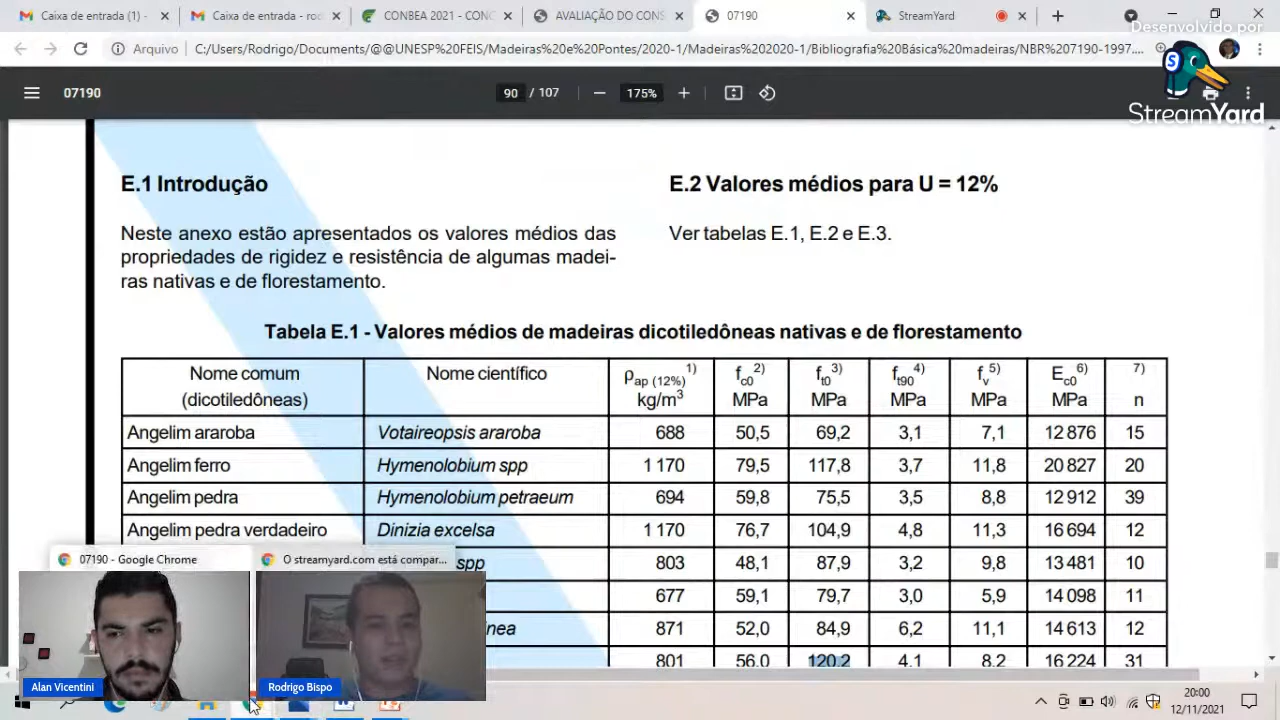 Caixa de entrada (1) -
Caixa de entrada - rod
CONBEA 2021 - CONC
AVALIAÇÃO DO CONS
07190
StreamYard
Desenvolvido por
Arquivo
C:/Users/Rodrigo/Documents/@@UNESP%20FEIS/Madeiras%20e%20Pontes/2020-1/Madeiras%202020-1/Bibliografia%20Básica%20madeiras/NBR%207190-1997....
S
StreamYard
07190
90 / 107
175%
E.1 Introdução
Neste anexo estão apresentados os valores médios das
propriedades de rigidez e resistência de algumas madei-
ras nativas e de florestamento.
E.2 Valores médios para U = 12%
Ver tabelas E.1, E.2 e E.3.
Tabela E.1 - Valores médios de madeiras dicotiledôneas nativas e de florestamento
Nome comum Nome científico ρap (12%)1) fc02) ft03) ft904) fv5) Ec06) 7)
(dicotiledôneas) kg/m3 MPa MPa MPa MPa MPa n
Angelim araroba Votaireopsis araroba 688 50,5 69,2 3,1 7,1 12 876 15
Angelim ferro Hymenolobium spp 1 170 79,5 117,8 3,7 11,8 20 827 20
Angelim pedra Hymenolobium petraeum 694 59,8 75,5 3,5 8,8 12 912 39
Angelim pedra verdadeiro Dinizia excelsa 1 170 76,7 104,9 4,8 11,3 16 694 12
spp 803 48,1 87,9 3,2 9,8 13 481 10
677 59,1 79,7 3,0 5,9 14 098 11
nea 871 52,0 84,9 6,2 11,1 14 613 12
801 56,0 120,2 4,1 8,2 16 224 31
07190 - Google Chrome
O streamyard.com está compar...
Alan Vicentini
Rodrigo Bispo
20:00
12/11/2021